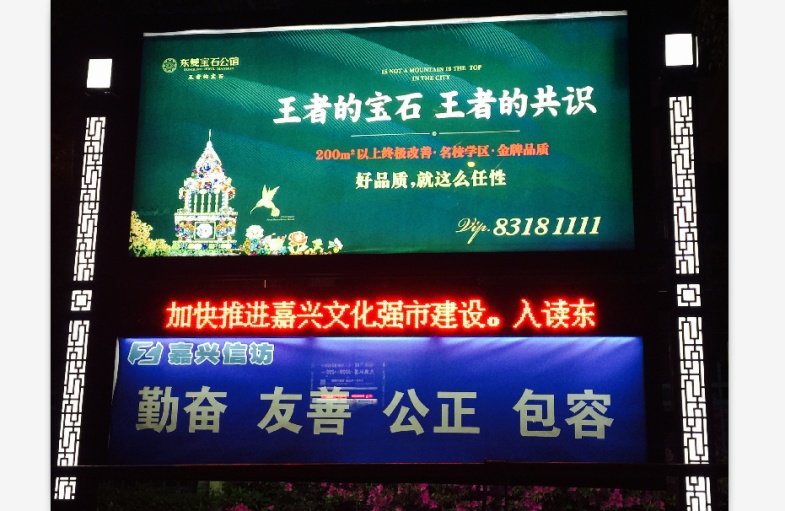 东菱宝石公馆
王者的宝石
IS NOT A MOUNTAIN IS THE TOP
IN THE CITY
王者的宝石 王者的共识
200m²以上终极改善·名校学区·金牌品质
好品质,就这么任性
Vip. 83181111
加快推进嘉兴文化强市建设。入读东
嘉兴信访
勤奋 友善 公正 包容